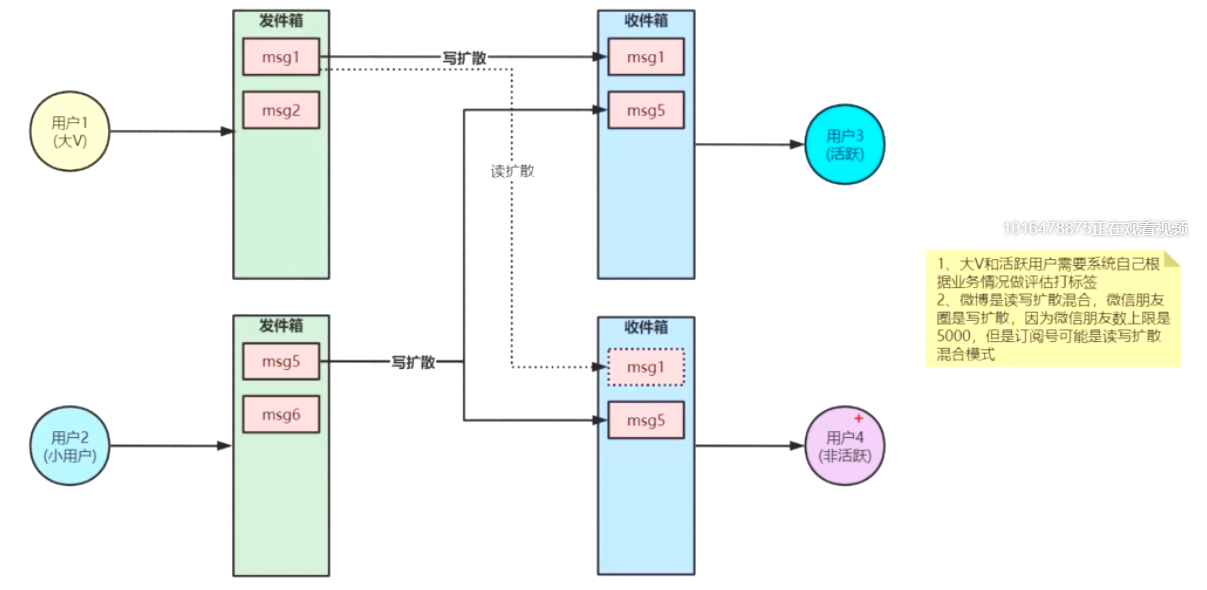 发件箱
msg1
msg2
写扩散
收件箱
msg1
msg5
用户1
(大V)
读扩散
用户3
(活跃)
1016478875正在观看视频
1、大V和活跃用户需要系统自己根
据业务情况做评估打标签
2、微博是读写扩散混合，微信朋友
圈是写扩散，因为微信朋友数上限是
5000，但是订阅号可能是读写扩散
混合模式
发件箱
msg5
msg6
写扩散
收件箱
msg1
msg5
用户2
(小用户)
用户4
(非活跃)